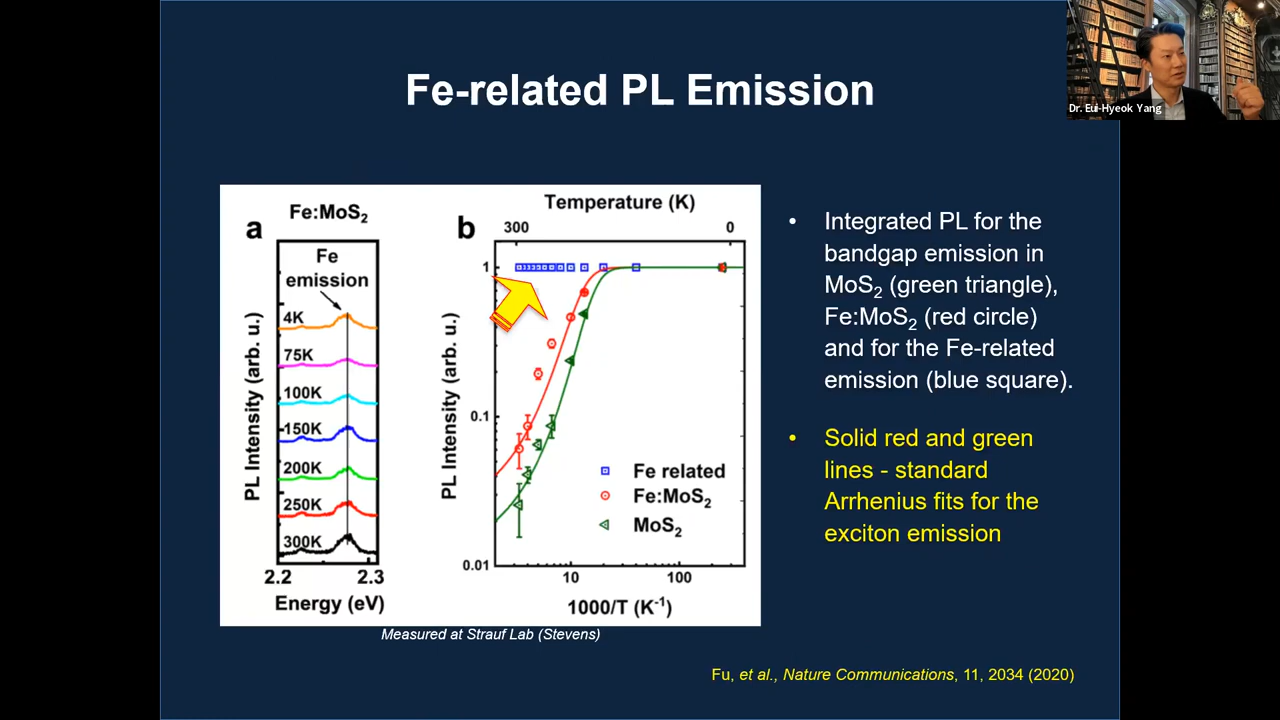 Fe-related PL Emission
Dr. Eui-Hyeok Yang
a
Fe:MoS₂
Fe
emission
4K
75K
100K
150K
200K
250K
300K
PL Intensity (arb. u.)
2.2
2.3
Energy (eV)
b
Temperature (K)
300
0
1
0.1
0.01
PL Intensity (arb. u.)
Fe related
Fe:MoS₂
MoS₂
10
100
1000/T (K⁻¹)
Measured at Strauf Lab (Stevens)
• Integrated PL for the
bandgap emission in
MoS₂ (green triangle),
Fe:MoS₂ (red circle)
and for the Fe-related
emission (blue square).
• Solid red and green
lines - standard
Arrhenius fits for the
exciton emission
Fu, et al., Nature Communications, 11, 2034 (2020)